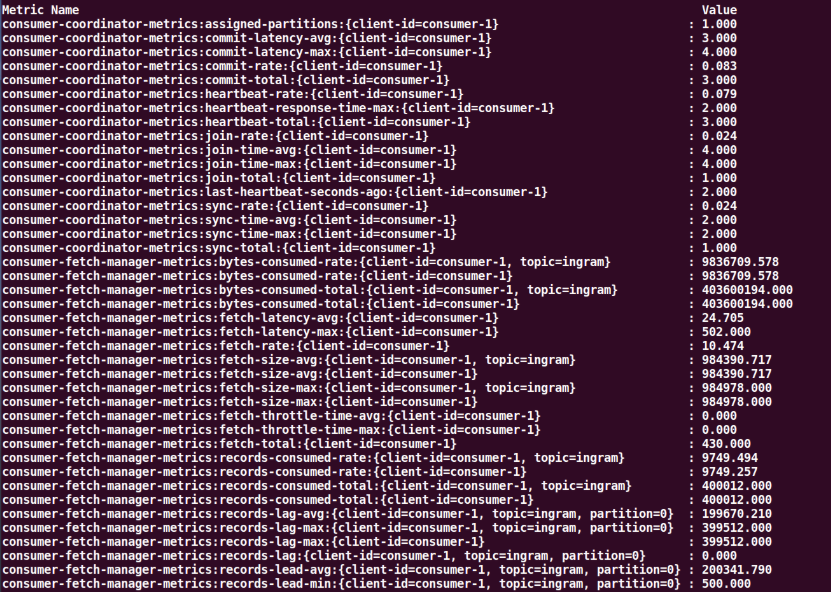 Metric Name Value
consumer-coordinator-metrics:assigned-partitions:{client-id=consumer-1} : 1.000
consumer-coordinator-metrics:commit-latency-avg:{client-id=consumer-1} : 3.000
consumer-coordinator-metrics:commit-latency-max:{client-id=consumer-1} : 4.000
consumer-coordinator-metrics:commit-rate:{client-id=consumer-1} : 0.083
consumer-coordinator-metrics:commit-total:{client-id=consumer-1} : 3.000
consumer-coordinator-metrics:heartbeat-rate:{client-id=consumer-1} : 0.079
consumer-coordinator-metrics:heartbeat-response-time-max:{client-id=consumer-1} : 2.000
consumer-coordinator-metrics:heartbeat-total:{client-id=consumer-1} : 3.000
consumer-coordinator-metrics:join-rate:{client-id=consumer-1} : 0.024
consumer-coordinator-metrics:join-time-avg:{client-id=consumer-1} : 4.000
consumer-coordinator-metrics:join-time-max:{client-id=consumer-1} : 4.000
consumer-coordinator-metrics:join-total:{client-id=consumer-1} : 1.000
consumer-coordinator-metrics:last-heartbeat-seconds-ago:{client-id=consumer-1} : 2.000
consumer-coordinator-metrics:sync-rate:{client-id=consumer-1} : 0.024
consumer-coordinator-metrics:sync-time-avg:{client-id=consumer-1} : 2.000
consumer-coordinator-metrics:sync-time-max:{client-id=consumer-1} : 2.000
consumer-coordinator-metrics:sync-total:{client-id=consumer-1} : 1.000
consumer-fetch-manager-metrics:bytes-consumed-rate:{client-id=consumer-1, topic=ingram} : 9836709.578
consumer-fetch-manager-metrics:bytes-consumed-rate:{client-id=consumer-1} : 9836709.578
consumer-fetch-manager-metrics:bytes-consumed-total:{client-id=consumer-1, topic=ingram} : 403600194.000
consumer-fetch-manager-metrics:bytes-consumed-total:{client-id=consumer-1} : 403600194.000
consumer-fetch-manager-metrics:fetch-latency-avg:{client-id=consumer-1} : 24.705
consumer-fetch-manager-metrics:fetch-latency-max:{client-id=consumer-1} : 502.000
consumer-fetch-manager-metrics:fetch-rate:{client-id=consumer-1} : 10.474
consumer-fetch-manager-metrics:fetch-size-avg:{client-id=consumer-1, topic=ingram} : 984390.717
consumer-fetch-manager-metrics:fetch-size-avg:{client-id=consumer-1} : 984390.717
consumer-fetch-manager-metrics:fetch-size-max:{client-id=consumer-1, topic=ingram} : 984978.000
consumer-fetch-manager-metrics:fetch-size-max:{client-id=consumer-1} : 984978.000
consumer-fetch-manager-metrics:fetch-throttle-time-avg:{client-id=consumer-1} : 0.000
consumer-fetch-manager-metrics:fetch-throttle-time-max:{client-id=consumer-1} : 0.000
consumer-fetch-manager-metrics:fetch-total:{client-id=consumer-1} : 430.000
consumer-fetch-manager-metrics:records-consumed-rate:{client-id=consumer-1, topic=ingram} : 9749.494
consumer-fetch-manager-metrics:records-consumed-rate:{client-id=consumer-1} : 9749.257
consumer-fetch-manager-metrics:records-consumed-total:{client-id=consumer-1, topic=ingram} : 400012.000
consumer-fetch-manager-metrics:records-consumed-total:{client-id=consumer-1} : 400012.000
consumer-fetch-manager-metrics:records-lag-avg:{client-id=consumer-1, topic=ingram, partition=0} : 199670.210
consumer-fetch-manager-metrics:records-lag-max:{client-id=consumer-1, topic=ingram, partition=0} : 399512.000
consumer-fetch-manager-metrics:records-lag-max:{client-id=consumer-1} : 399512.000
consumer-fetch-manager-metrics:records-lag:{client-id=consumer-1, topic=ingram, partition=0} : 0.000
consumer-fetch-manager-metrics:records-lead-avg:{client-id=consumer-1, topic=ingram, partition=0} : 200341.790
consumer-fetch-manager-metrics:records-lead-min:{client-id=consumer-1, topic=ingram, partition=0} : 500.000